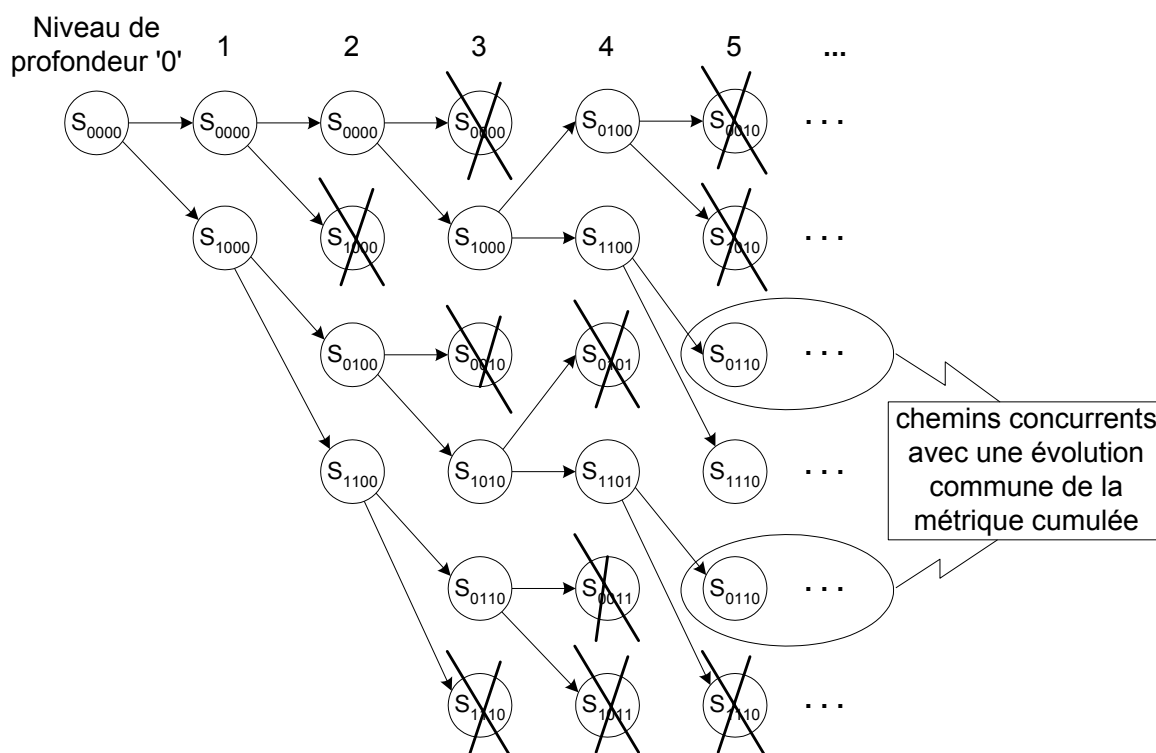 Niveau de
profondeur '0' 1 2 3 4 5 ...
S0000 S0000 S0000 S0000 S0100 S0010 ...
S1000 S1000 S1000 S1100 S1010 ...
S0100 S0010 S0101 S0110 ...
S1100 S1010 S1101 S1110 ...
S0110 S0011 S0110 ...
S1110 S1011 S1110 ...
chemins concurrents
avec une évolution
commune de la
métrique cumulée